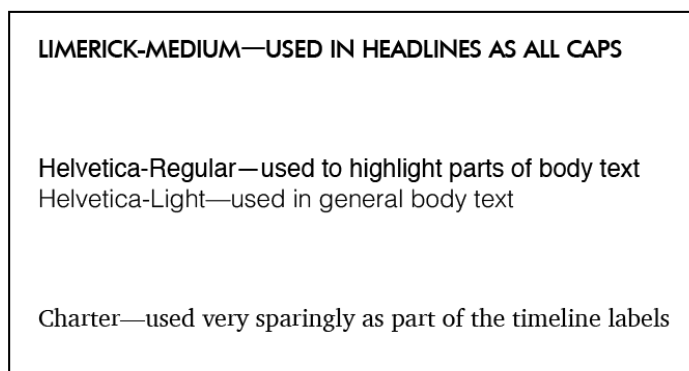 LIMERICK-MEDIUM—USED IN HEADLINES AS ALL CAPS
Helvetica-Regular—used to highlight parts of body text
Helvetica-Light—used in general body text
Charter—used very sparingly as part of the timeline labels